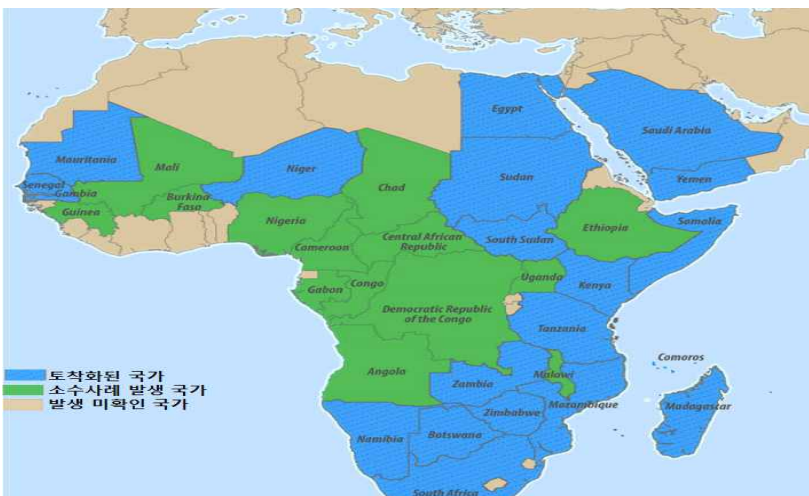 Egypt
Saudi Arabia
Mauritania
Mali
Niger
Sudan
Yemen
Chad
Senegal
Gambia
Burkina
Faso
Guinea
Nigeria
Somalia
Ethiopia
South Sudan
Central African
Republic
Cameroon
Uganda
Kenya
Gabon
Congo
Democratic Republic
of the Congo
Tanzania
Comoros
Angola
Malawi
Zambia
Mozambique
Madagascar
Zimbabwe
Namibia
Botswana
South Africa
토착화된 국가
소수사례 발생 국가
발생 미확인 국가